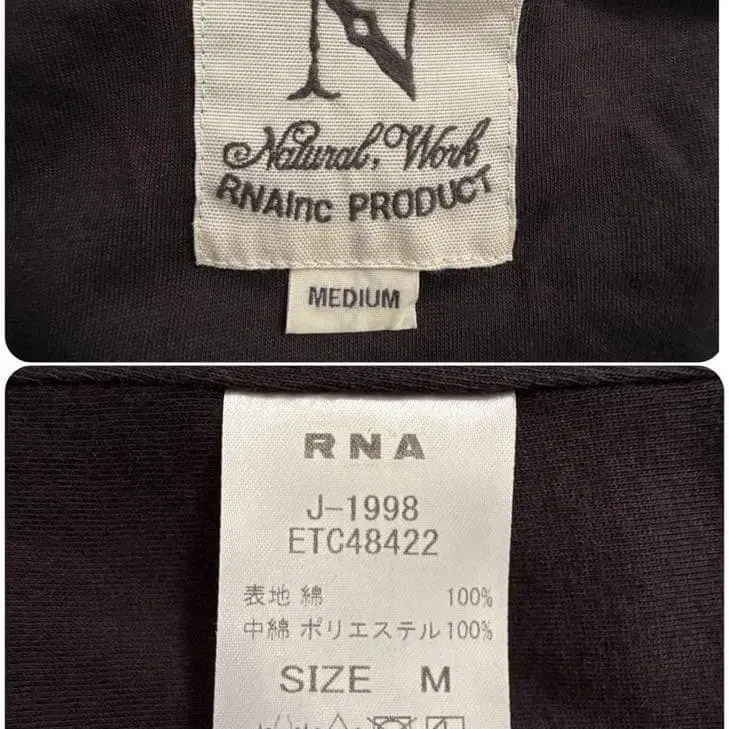 N
Natural, Work
RNAInc PRODUCT
MEDIUM
RNA
J-1998
ETC48422
表地 綿 100%
中綿 ポリエステル 100%
SIZE M